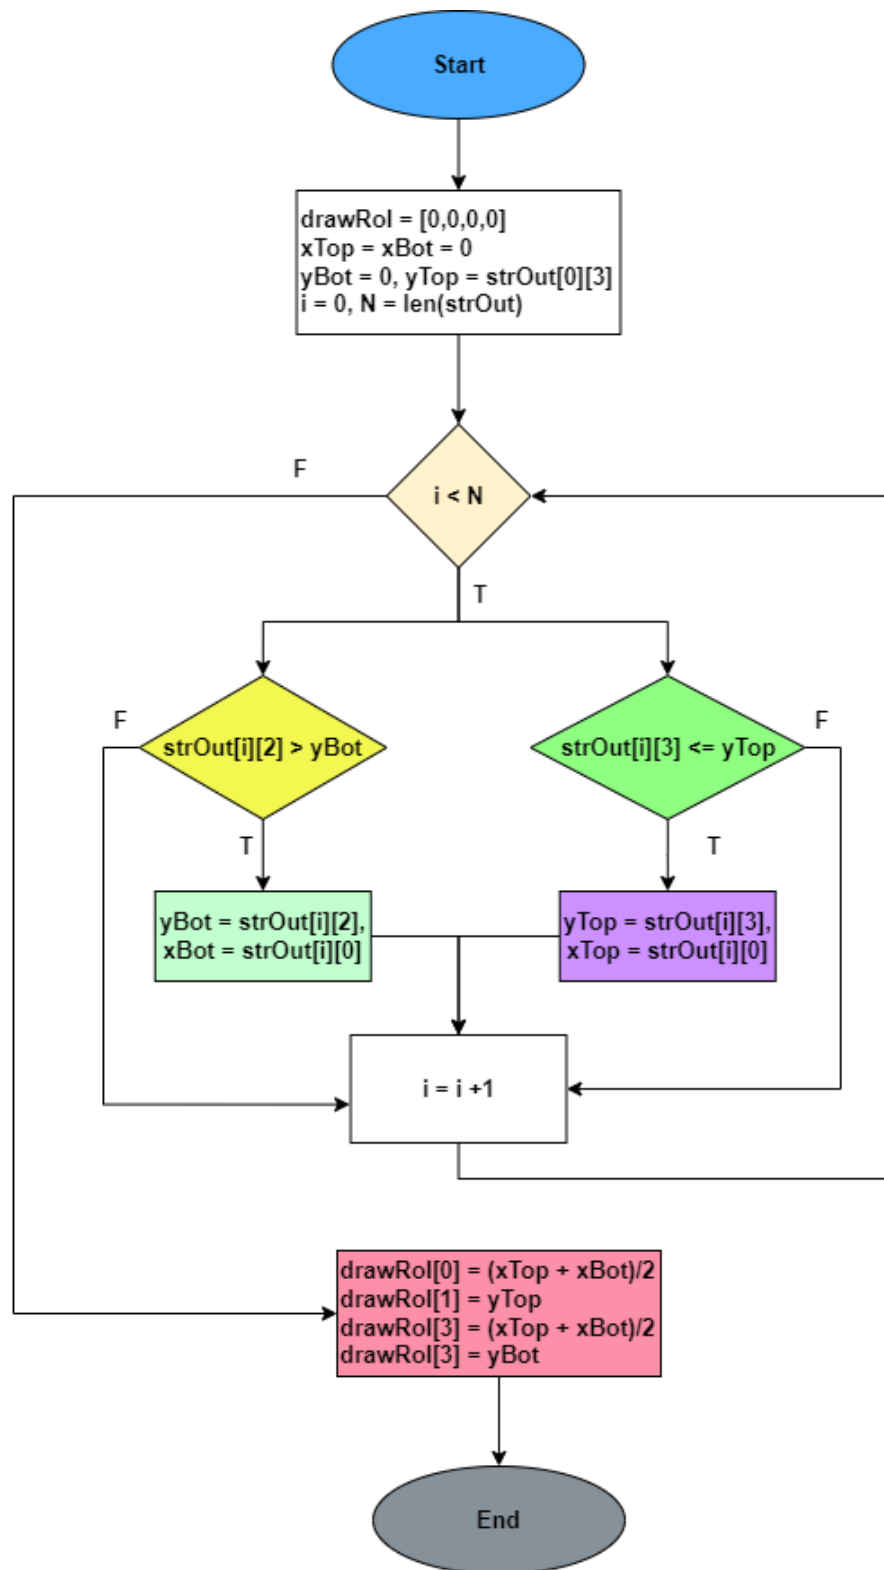 Start
drawRoI = [0,0,0,0]
xTop = xBot = 0
yBot = 0, yTop = strOut[0][3]
i = 0, N = len(strOut)
F
i < N
T
F
strOut[i][2] > yBot
strOut[i][3] <= yTop
F
T
T
yBot = strOut[i][2],
xBot = strOut[i][0]
yTop = strOut[i][3],
xTop = strOut[i][0]
i = i +1
drawRoI[0] = (xTop + xBot)/2
drawRoI[1] = yTop
drawRoI[3] = (xTop + xBot)/2
drawRoI[3] = yBot
End